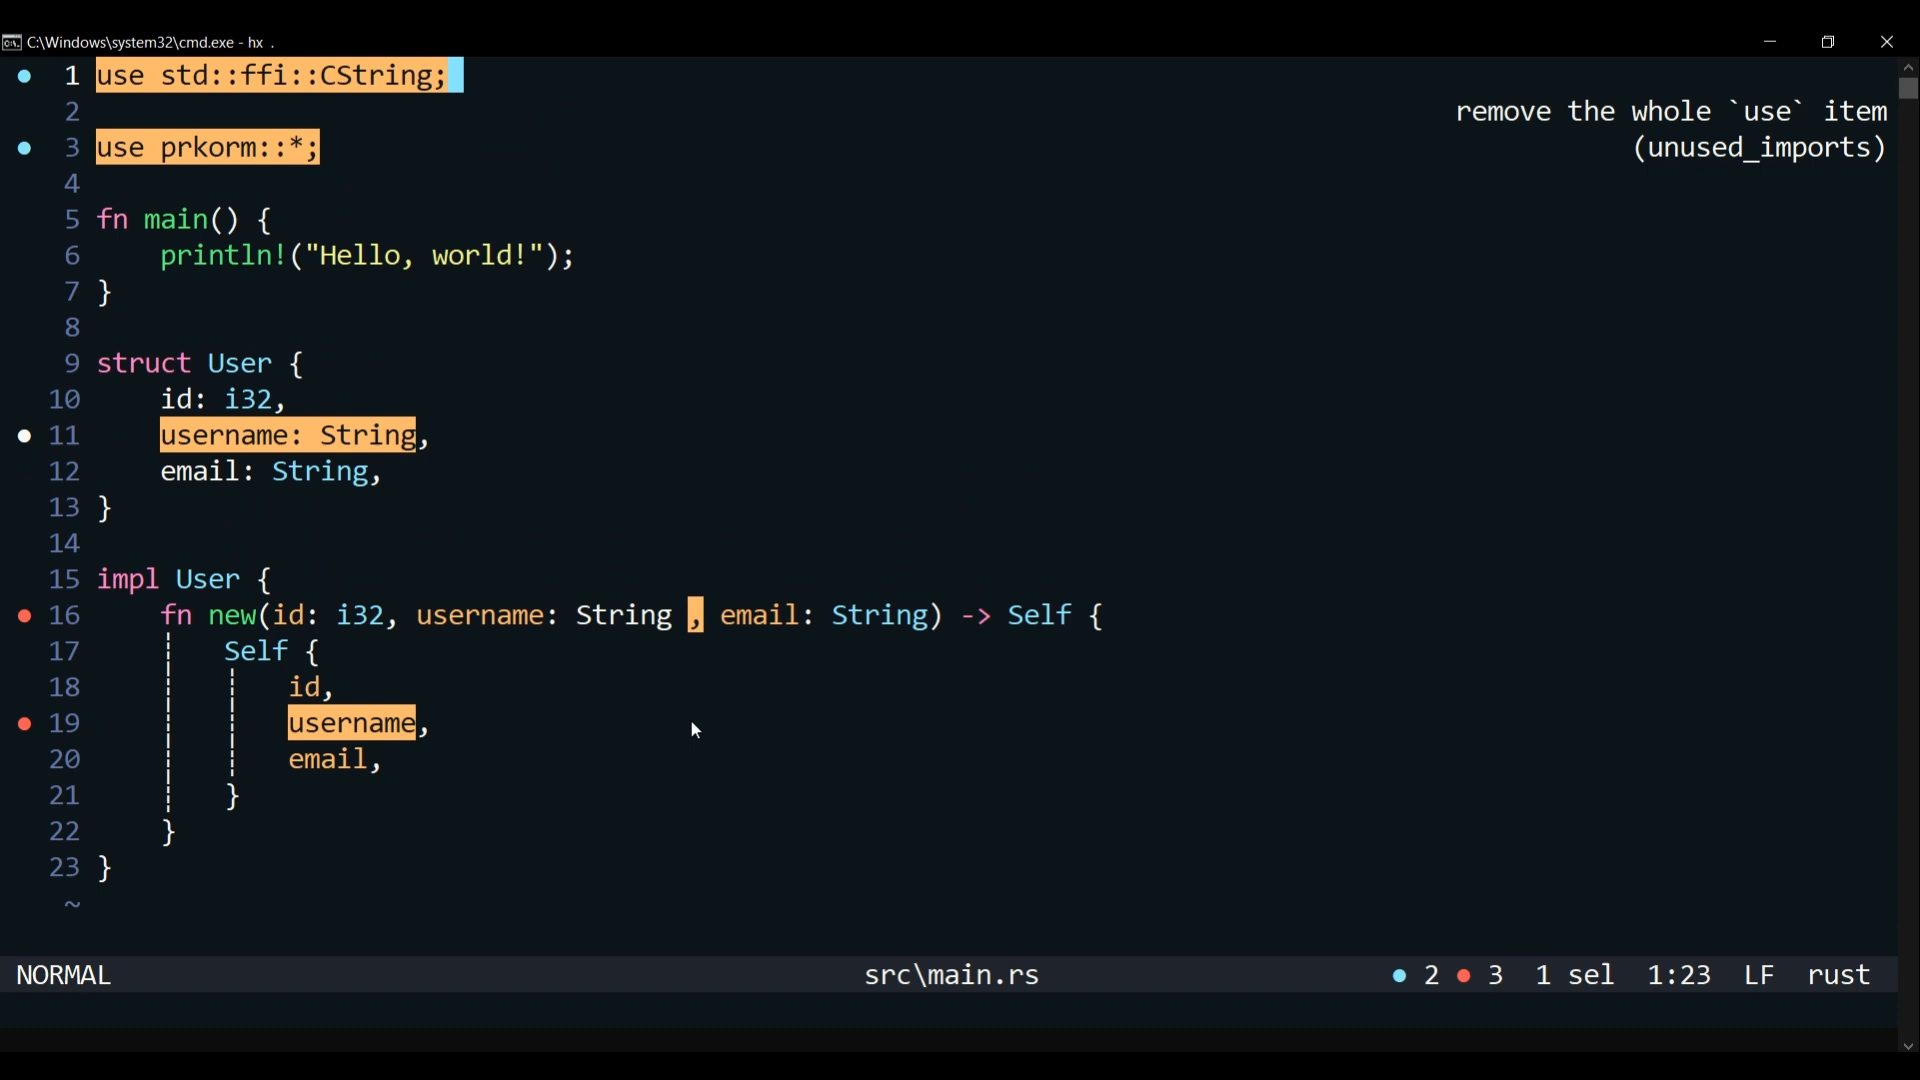 C:\Windows\system32\cmd.exe - hx .
1 use std::ffi::CString;
2 remove the whole `use` item
3 use prkorm::*; (unused_imports)
4
5 fn main() {
6 println!("Hello, world!");
7 }
8
9 struct User {
10 id: i32,
11 username: String,
12 email: String,
13 }
14
15 impl User {
16 fn new(id: i32, username: String , email: String) -> Self {
17 Self {
18 id,
19 username,
20 email,
21 }
22 }
23 }
~
NORMAL src\main.rs ● 2 ● 3 1 sel 1:23 LF rust